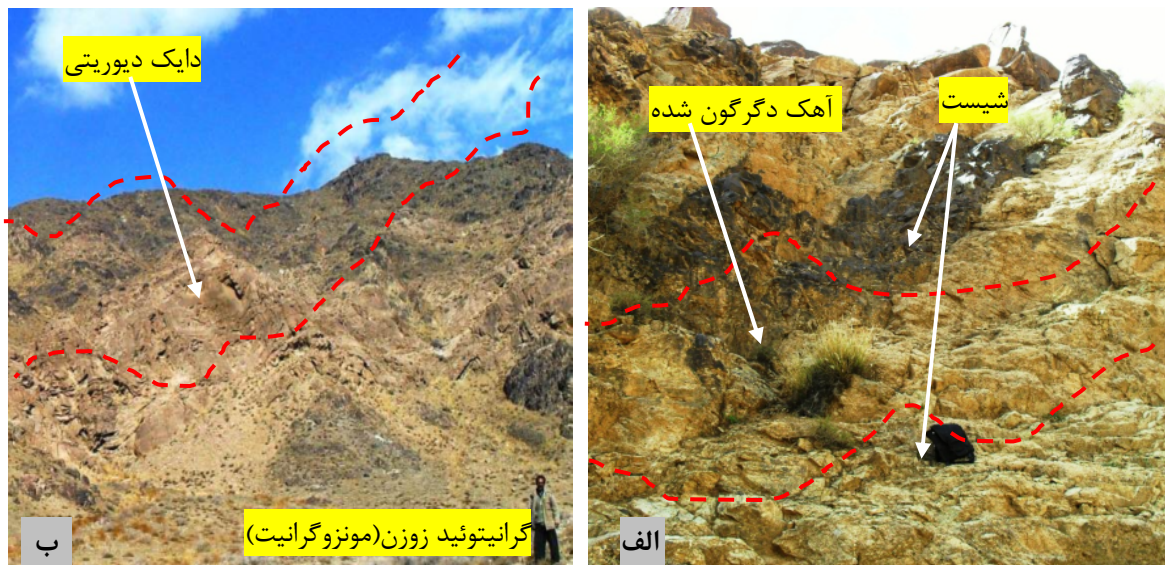 شیست
آهک دگرگون شده
الف
دایک دیوریتی
گرانیتوئید زوزن(مونزوگرانیت)
ب